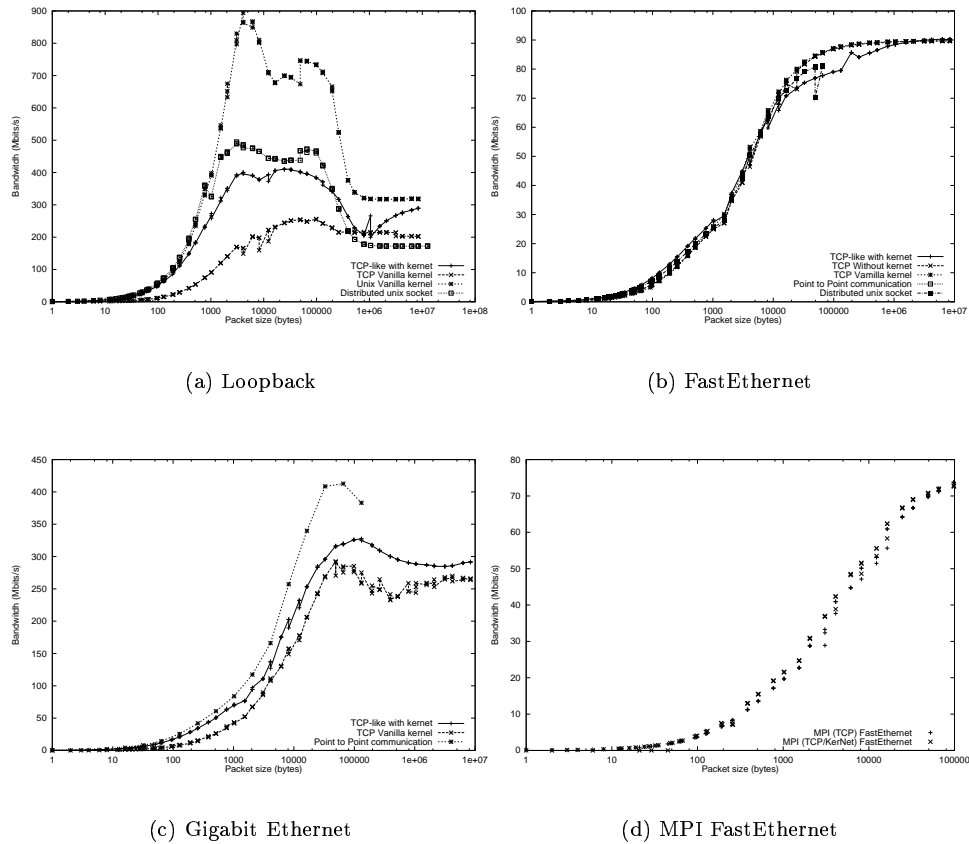 900
800
700
600
500
400
300
200
100
0
Bandwitdh (Mbits/s)
TCP-like with kernet
TCP Vanilla kernel
Unix Vanilla kernel
Distributed unix socket
1 10 100 1000 10000 100000 1e+06 1e+07 1e+08
Packet size (bytes)
(a) Loopback
100
90
80
70
60
50
40
30
20
10
0
Bandwitdh (Mbits/s)
TCP-like with kernet
TCP Without kernel
TCP Vamilla kernel
Point to Point communication
Distributed unix socket
1 10 100 1000 10000 100000 1e+06 1e+07
Packet size (bytes)
(b) FastEthernet
450
400
350
300
250
200
150
100
50
0
Bandwitdh (Mbits/s)
TCP-like with kernet
TCP Vanilla kernel
Point to Point communication
1 10 100 1000 10000 100000 1e+06 1e+07
Packet size (bytes)
(c) Gigabit Ethernet
80
70
60
50
40
30
20
10
0
Bandwitdh (Mbits/s)
MPI (TCP) FastEthernet
MPI (TCP/KerNet) FastEthernet
1 10 100 1000 10000 100000
Packet size (bytes)
(d) MPI FastEthernet